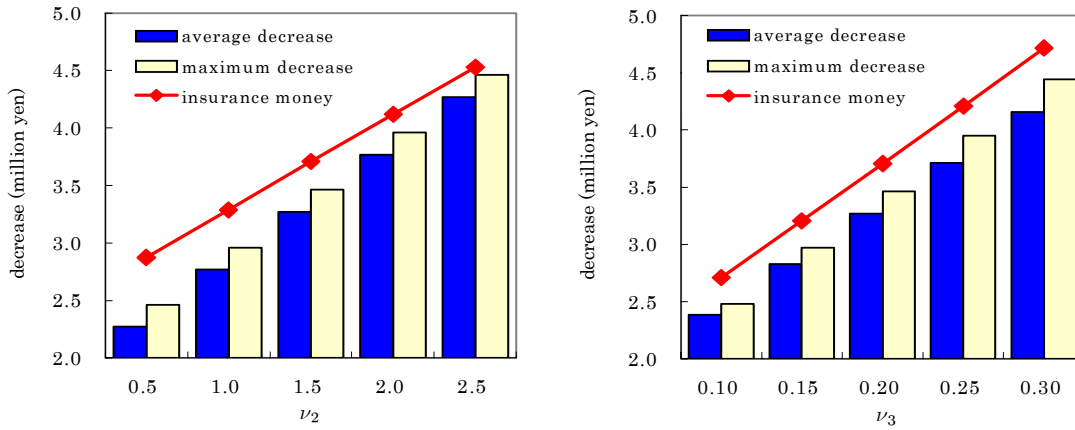 5.0
4.5
4.0
3.5
3.0
2.5
2.0
decrease (million yen)
average decrease
maximum decrease
insurance money
0.5 1.0 1.5 2.0 2.5
ν2
5.0
4.5
4.0
3.5
3.0
2.5
2.0
decrease (million yen)
average decrease
maximum decrease
insurance money
0.10 0.15 0.20 0.25 0.30
ν3